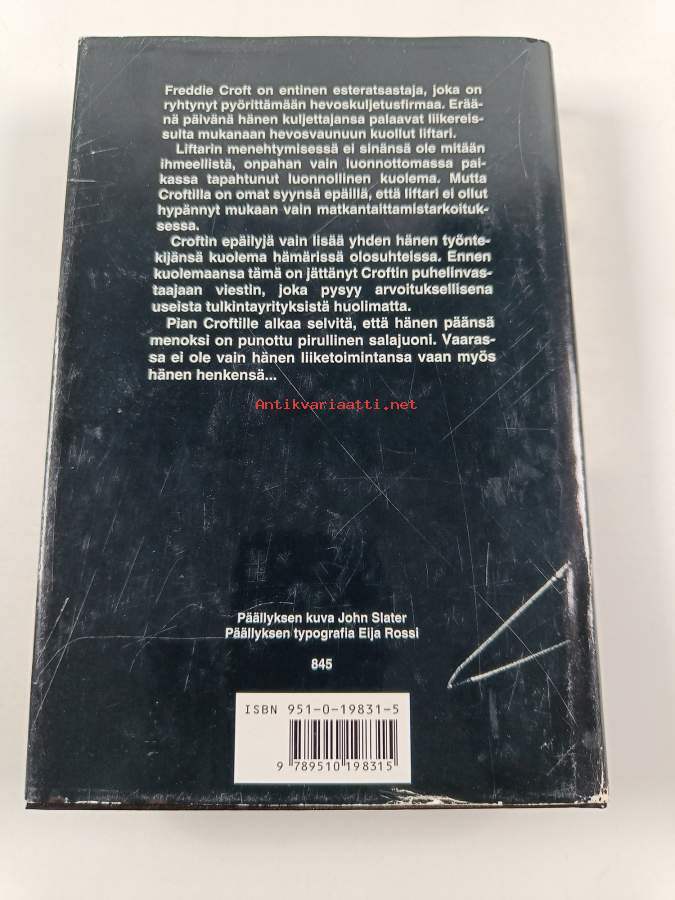 Freddie Croft on entinen esteratsastaja, joka on
ryhtynyt pyörittämään hevoskuljetusfirmaa. Erää-
nä päivänä hänen kuljettajansa palaavat liikereis-
sulta mukanaan hevosvaunuun kuollut liftari.
Liftarin menehtymisessä ei sinänsä ole mitään
ihmeellistä, onpahan vain luonnottomassa pai-
kassa tapahtunut luonnollinen kuolema. Mutta
Croftilla on omat syynsä epäillä, että liftari ei ollut
hypännyt mukaan vain matkantaittamistarkoituk-
sessa.
Croftin epäilyjä vain lisää yhden hänen työnte-
kijänsä kuolema hämärissä olosuhteissa. Ennen
kuolemaansa tämä on jättänyt Croftin puhelinvas-
taajaan viestin, joka pysyy arvoituksellisena
useista tulkintayrityksistä huolimatta.
Pian Croftille alkaa selvitä, että hänen päänsä
menoksi on punottu pirullinen salajuoni. Vaaras-
sa ei ole vain hänen liiketoimintansa vaan myös
hänen henkensä...
Antikvariaatti.net
Päällyksen kuva John Slater
Päällyksen typografia Eija Rossi
845
ISBN 951-0-19831-5
9 789510 198315